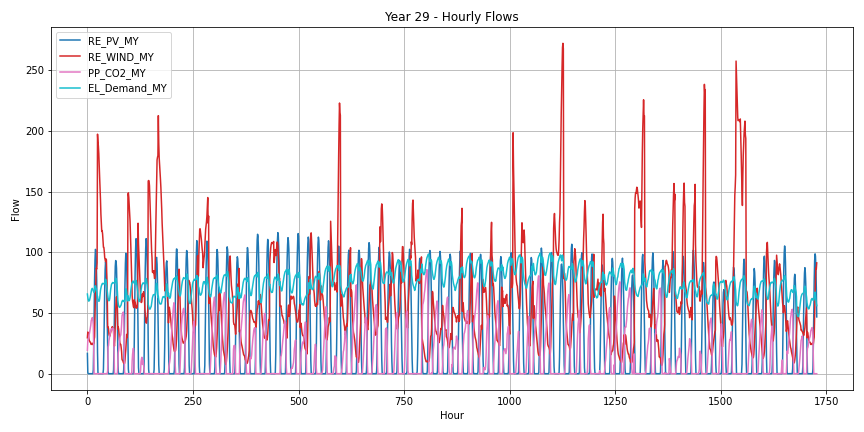 Year 29 - Hourly Flows
RE_PV_MY
RE_WIND_MY
PP_CO2_MY
EL_Demand_MY
Flow
250
200
150
100
50
0
0 250 500 750 1000 1250 1500 1750
Hour